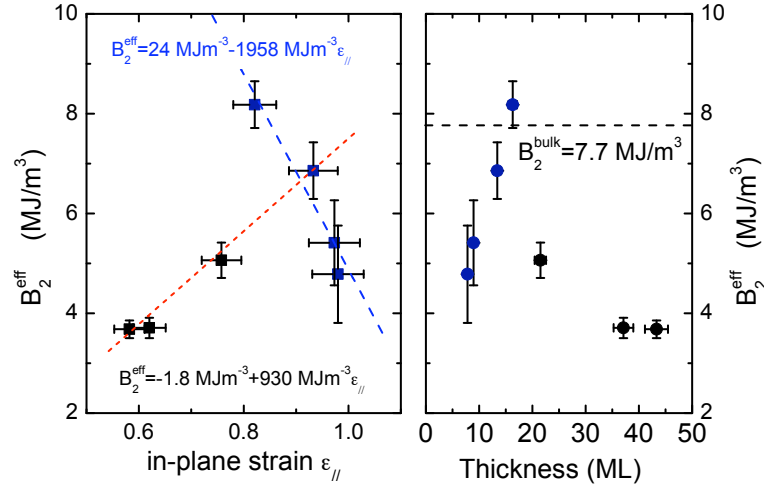 10
8
6
4
2
B₂ᵉᶠᶠ (MJ/m³)
B₂ᵉᶠᶠ=24 MJm⁻³-1958 MJm⁻³ε//
B₂ᵉᶠᶠ=-1.8 MJm⁻³+930 MJm⁻³ε//
0.6 0.8 1.0
in-plane strain ε//
B₂ᵇᵘˡᵏ=7.7 MJ/m³
0 10 20 30 40 50
Thickness (ML)
10
8
6
4
2
B₂ᵉᶠᶠ (MJ/m³)